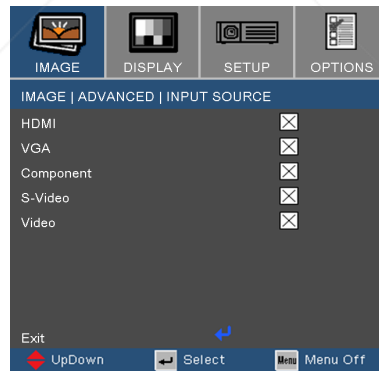 IMAGE DISPLAY SETUP OPTIONS
IMAGE | ADVANCED | INPUT SOURCE
HDMI
VGA
Component
S-Video
Video
Exit
UpDown Select Menu Menu Off